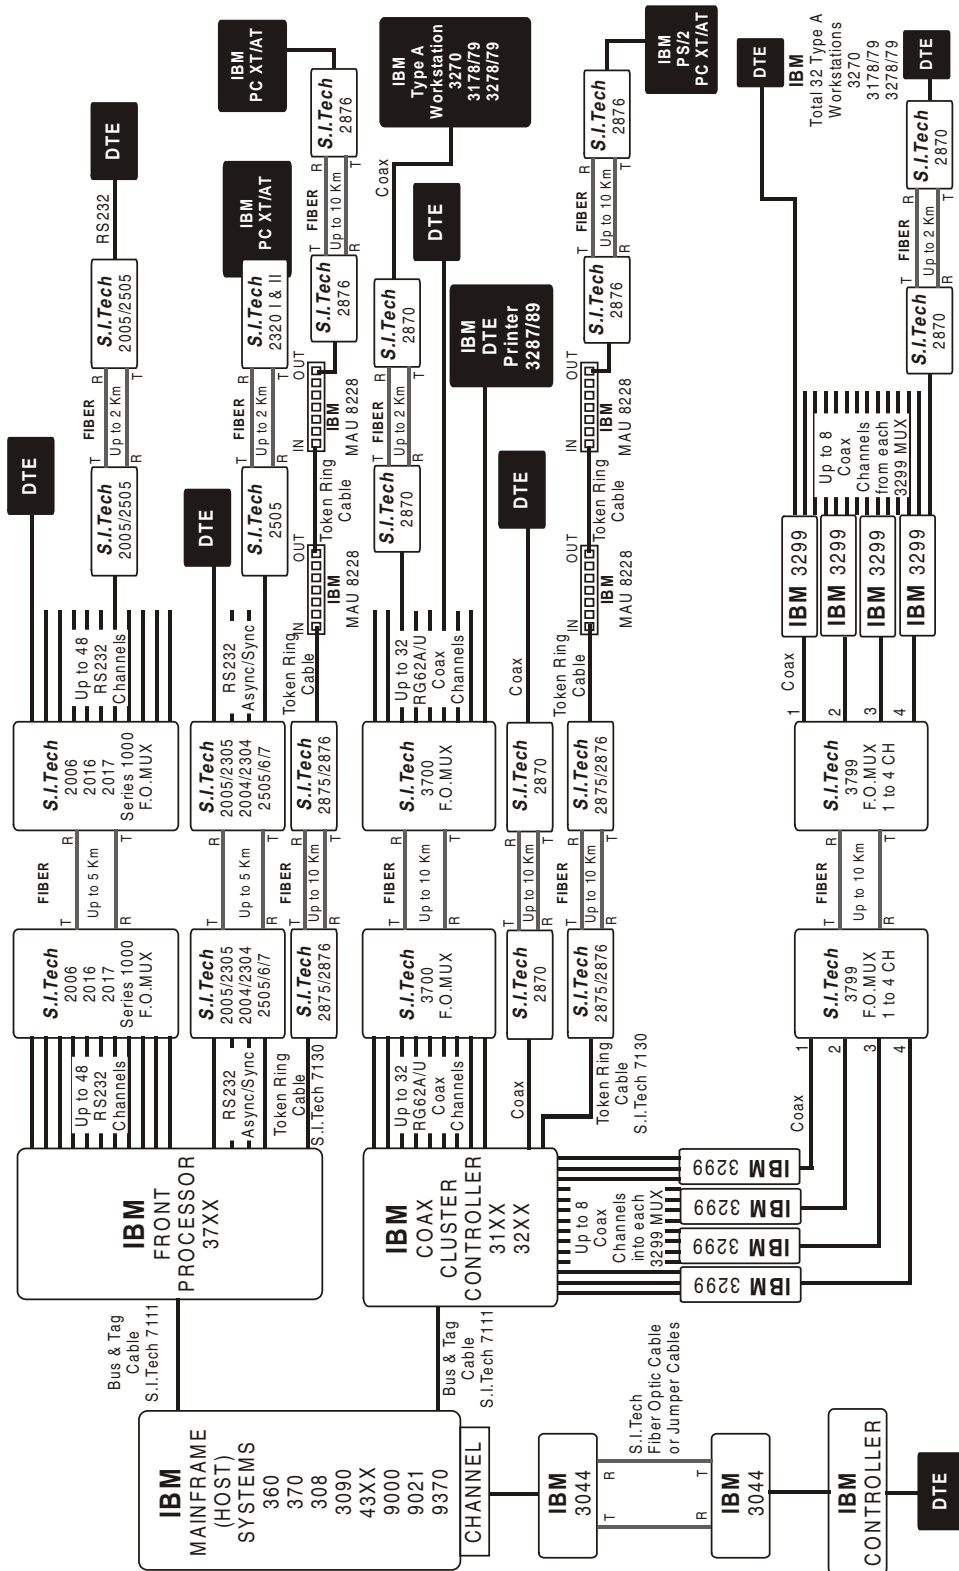 IBM
MAINFRAME
(HOST)
SYSTEMS
360
370
308
3090
43XX
9000
9021
9370
CHANNEL
Bus & Tag
Cable
S.I.Tech 7111
IBM
FRONT
PROCESSOR
37XX
Up to 48
RS232
Channels
RS232
Async/Sync
Token Ring
Cable
S.I.Tech 7130
S.I.Tech
2006
2016
2017
Series 1000
F.O.MUX
FIBER
T
R
Up to 5 Km
R
T
S.I.Tech
2006
2016
2017
Series 1000
F.O.MUX
Up to 48
RS232
Channels
DTE
S.I.Tech
2005/2505
FIBER
T
R
Up to 2 Km
R
T
S.I.Tech
2005/2505
RS232
DTE
S.I.Tech
2005/2305
2004/2304
2505/6/7
T
R
Up to 5 Km
R
T
S.I.Tech
2005/2305
2004/2304
2505/6/7
RS232
Async/Sync
DTE
S.I.Tech
2505
FIBER
T
R
Up to 2 Km
R
T
S.I.Tech
2320 I & II
IBM
PC XT/AT
S.I.Tech
2875/2876
FIBER
T
R
Up to 10 Km
R
T
S.I.Tech
2875/2876
Token Ring
Cable
IN
OUT
IBM
MAU 8228
Token Ring
Cable
IN
OUT
IBM
MAU 8228
S.I.Tech
2876
FIBER
T
R
Up to 10 Km
R
T
S.I.Tech
2876
IBM
PC XT/AT
Bus & Tag
Cable
S.I.Tech 7111
IBM
COAX
CLUSTER
CONTROLLER
31XX
32XX
Up to 32
RG62A/U
Coax
Channels
S.I.Tech
3700
F.O.MUX
FIBER
T
R
Up to 10 Km
R
T
S.I.Tech
3700
F.O.MUX
Up to 32
RG62A/U
Coax
Channels
S.I.Tech
2870
FIBER
T
R
Up to 2 Km
R
T
S.I.Tech
2870
Coax
IBM
Type A
Workstation
3270
3178/79
3278/79
DTE
IBM
DTE
Printer
3287/89
Coax
S.I.Tech
2870
T
R
Up to 10 Km
R
T
S.I.Tech
2870
Coax
DTE
Token Ring
Cable
S.I.Tech 7130
S.I.Tech
2875/2876
FIBER
T
R
Up to 10 Km
R
T
S.I.Tech
2875/2876
Token Ring
Cable
IN
OUT
IBM
MAU 8228
Token Ring
Cable
IN
OUT
IBM
MAU 8228
S.I.Tech
2876
FIBER
T
R
Up to 10 Km
R
T
S.I.Tech
2876
IBM
PS/2
PC XT/AT
Up to 8
Coax
Channels
into each
3299 MUX
IBM 3299
IBM 3299
IBM 3299
IBM 3299
Coax
1
2
3
4
S.I.Tech
3799
F.O.MUX
1 to 4 CH
FIBER
T
R
Up to 10 Km
R
T
S.I.Tech
3799
F.O.MUX
1 to 4 CH
Coax
1
2
3
4
IBM 3299
IBM 3299
IBM 3299
IBM 3299
Up to 8
Coax
Channels
from each
3299 MUX
DTE
IBM
Total 32 Type A
Workstations
3270
3178/79
3278/79
S.I.Tech
2870
FIBER
T
R
Up to 2 Km
R
T
S.I.Tech
2870
DTE
IBM
3044
T
R
S.I.Tech
Fiber Optic Cable
or Jumper Cables
R
T
IBM
3044
IBM
CONTROLLER
DTE